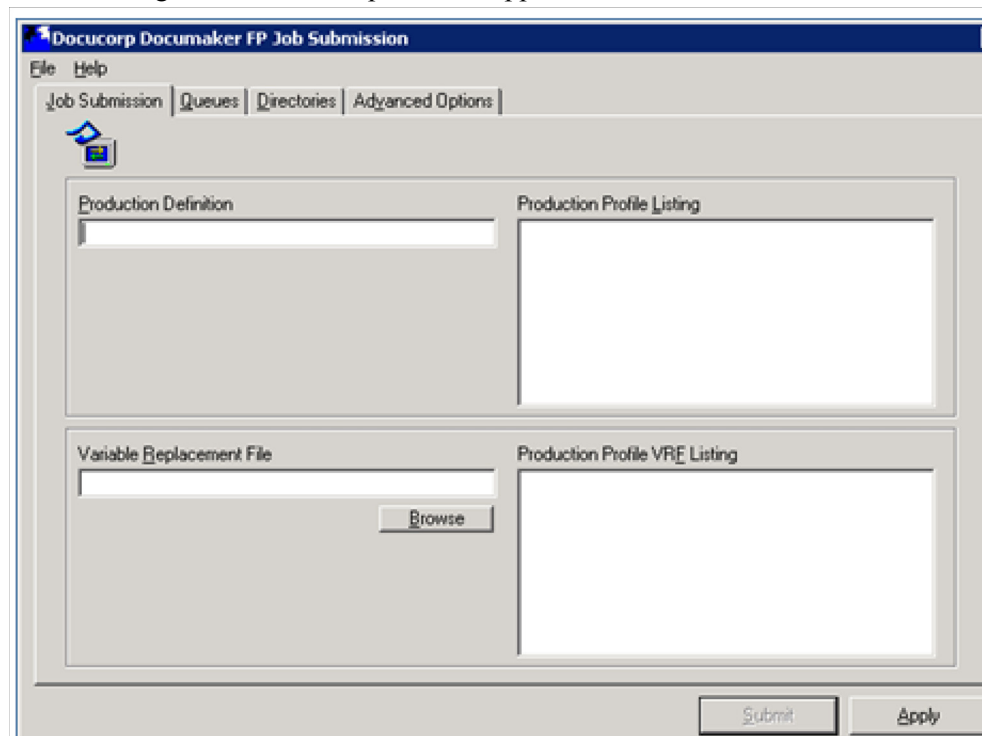 Docucorp Documaker FP Job Submission
File Help
Job Submission Queues Directories Advanced Options
Production Definition Production Profile Listing
Variable Replacement File Production Profile VRF Listing
Browse
Submit Apply